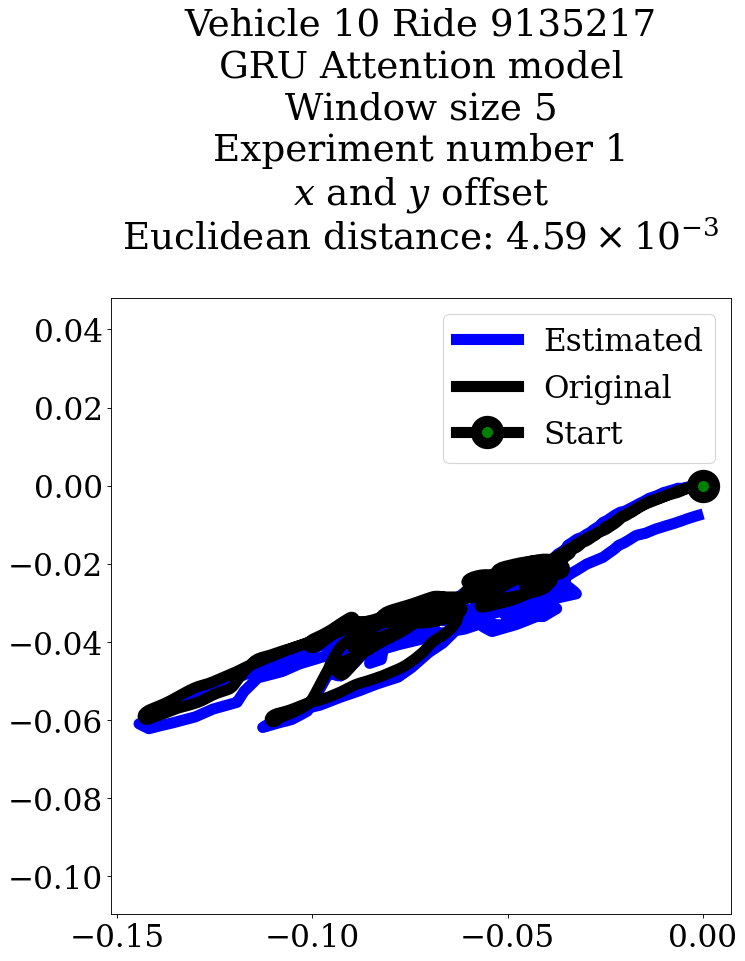 Vehicle 10 Ride 9135217
GRU Attention model
Window size 5
Experiment number 1
x and y offset
Euclidean distance: 4.59 × 10⁻³
Estimated
Original
Start
0.04
0.02
0.00
−0.02
−0.04
−0.06
−0.08
−0.10
−0.15 −0.10 −0.05 0.00